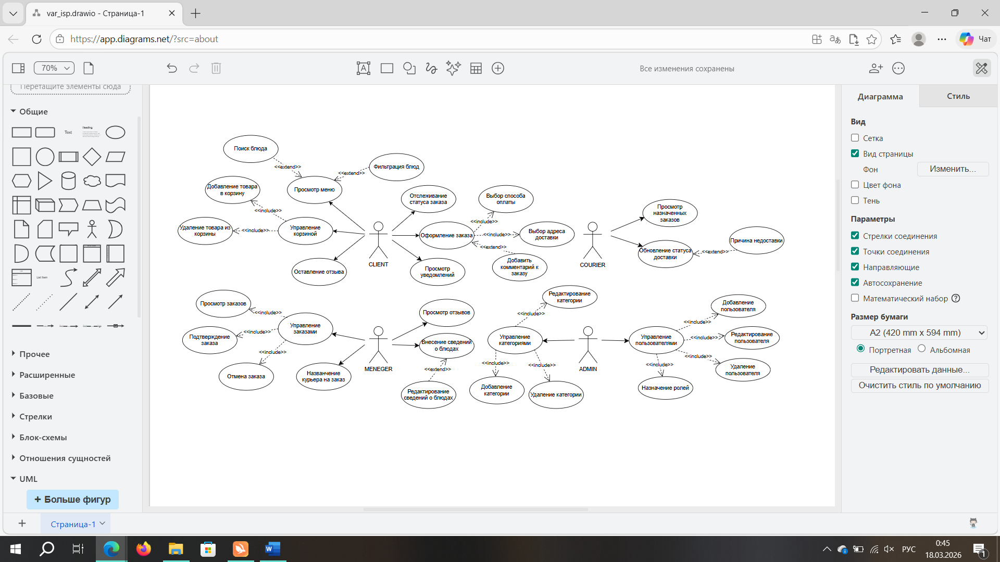 var_isp.drawio - Страница-1
https://app.diagrams.net/?src=about
Чат
70%
Все изменения сохранены
Перетащите элементы сюда
Общие
Text
Heading
List Item
Прочее
Расширенные
Базовые
Стрелки
Блок-схемы
Отношения сущностей
UML
+ Больше фигур
Поиск блюда
<<extend>>
Фильтрация блюд
<<extend>>
Просмотр меню
Добавление товара
в корзину
<<include>>
Удаление товара из
корзины
<<include>>
Управление
корзиной
Оставление отзыва
CLIENT
Отслеживание
статуса заказа
Оформление заказа
Просмотр
уведомлений
Выбор способа
оплаты
<<include>>
<<include>>
Выбор адреса
доставки
<<extend>>
Добавить
комментарий к
заказу
COURIER
Просмотр
назначенных
заказов
Обновление статуса
доставки
<<extend>>
Причина недоставки
Просмотр заказов
<<include>>
Подтверждение
заказа
<<include>>
Управление
заказами
<<include>>
Отмена заказа
Названчение
курьера на заказ
MENEGER
Просмотр отзывов
Внесение сведений
о блюдах
<<extend>>
Редактирование
сведений о блюдах
Редактирование
категории
<<include>>
Управление
категориями
<<include>>
<<include>>
Добавление
категории
Удаление категории
ADMIN
Управление
пользователями
<<include>>
Добавление
пользователя
<<include>>
Редактирование
пользователя
<<include>>
Удаление
пользователя
<<include>>
Назначение ролей
Диаграмма
Стиль
Вид
Сетка
Вид страницы
Фон
Изменить...
Цвет фона
Тень
Параметры
Стрелки соединения
Точки соединения
Направляющие
Автосохранение
Математический набор
Размер бумаги
A2 (420 mm x 594 mm)
Портретная
Альбомная
Редактировать данные...
Очистить стиль по умолчанию
Страница-1
РУС
0:45
18.03.2026
1